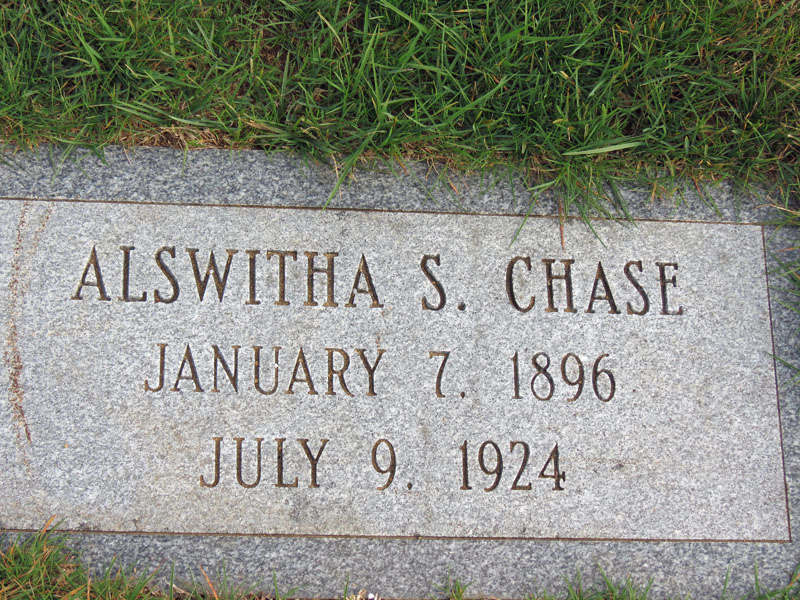 ALSWITHA S. CHASE
JANUARY 7. 1896
JULY 9. 1924